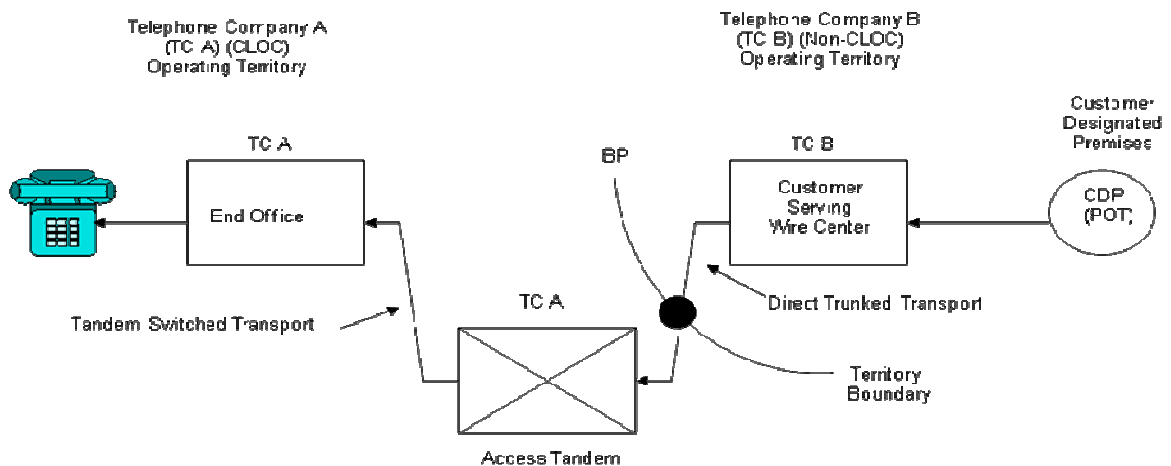 Telephone Company A
(TC A) (CLOC)
Operating Territory
Telephone Company B
(TC B) (Non-CLOC)
Operating Territory
Customer
Designated
Premises
TC A
BP
TC B
End Office
Customer
Serving
Wire Center
CDP
(POT)
TC A
Direct Trunked Transport
Tandem Switched Transport
Territory
Boundary
Access Tandem